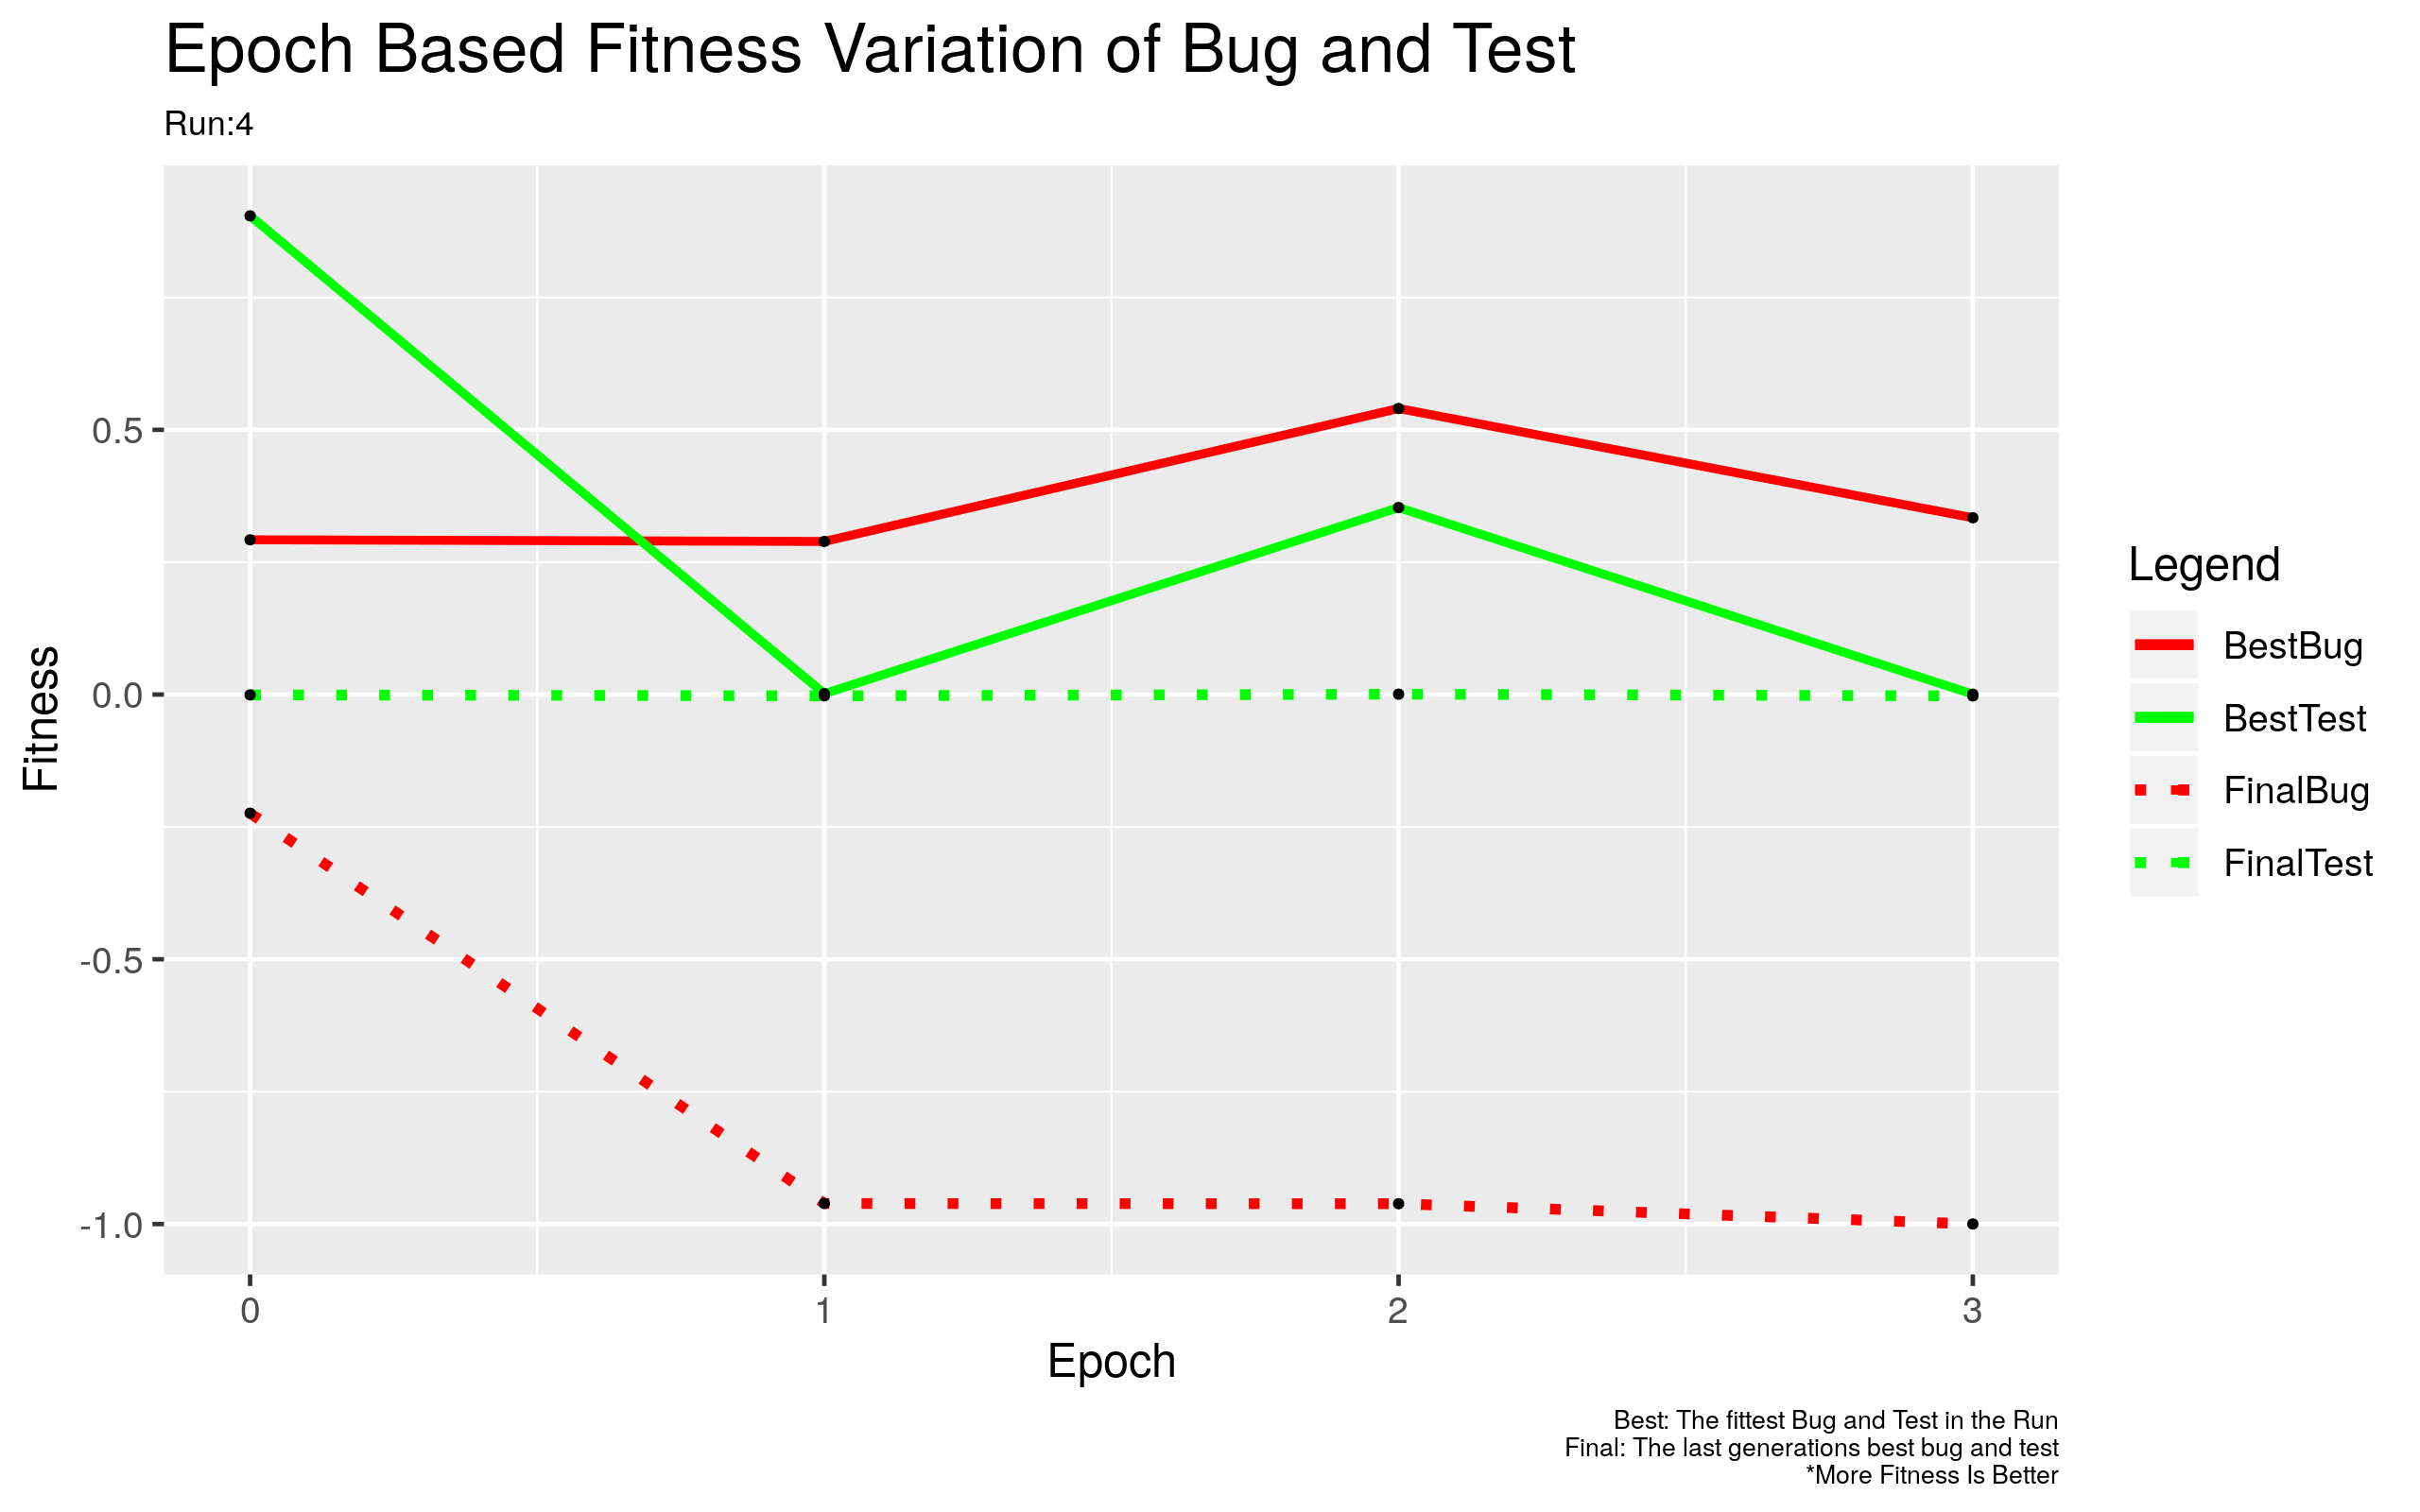 Epoch Based Fitness Variation of Bug and Test
Run:4
Fitness
0.5
0.0
-0.5
-1.0
0
1
2
3
Epoch
Legend
BestBug
BestTest
FinalBug
FinalTest
Best: The fittest Bug and Test in the Run
Final: The last generations best bug and test
*More Fitness Is Better